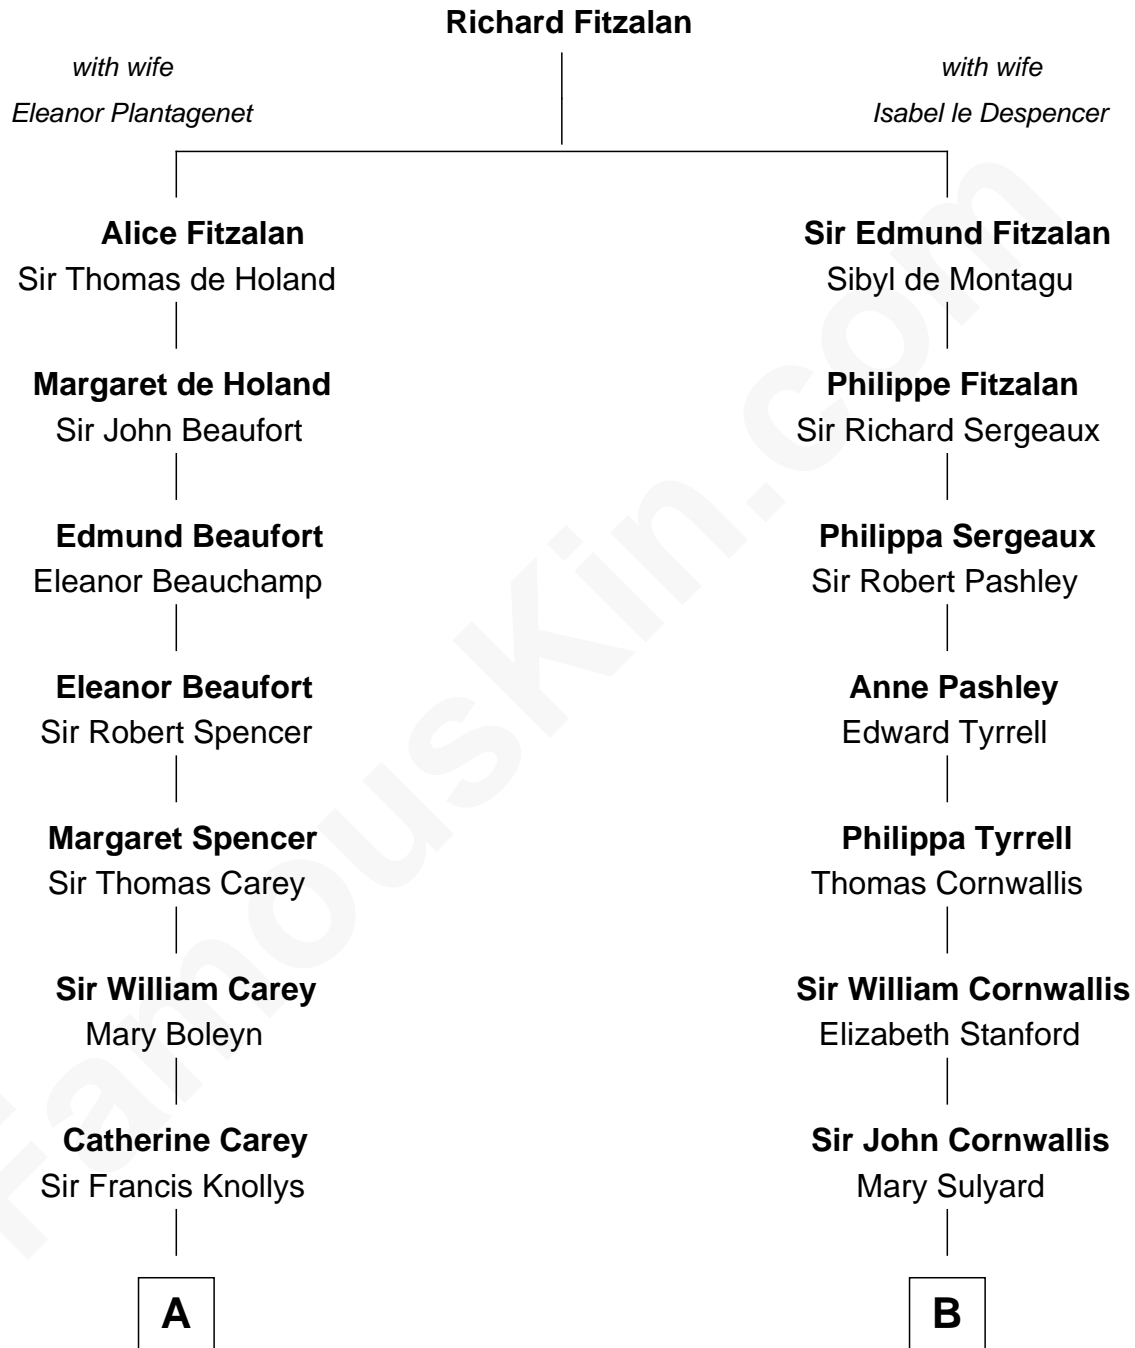 Richard Fitzalan
with wife
Eleanor Plantagenet
with wife
Isabel le Despencer
Alice Fitzalan
Sir Thomas de Holand
Sir Edmund Fitzalan
Sibyl de Montagu
Margaret de Holand
Sir John Beaufort
Philippe Fitzalan
Sir Richard Sergeaux
Edmund Beaufort
Eleanor Beauchamp
Philippa Sergeaux
Sir Robert Pashley
Eleanor Beaufort
Sir Robert Spencer
Anne Pashley
Edward Tyrrell
Margaret Spencer
Sir Thomas Carey
Philippa Tyrrell
Thomas Cornwallis
Sir William Carey
Mary Boleyn
Sir William Cornwallis
Elizabeth Stanford
Catherine Carey
Sir Francis Knollys
Sir John Cornwallis
Mary Sulyard
A
B
FamousKin.com